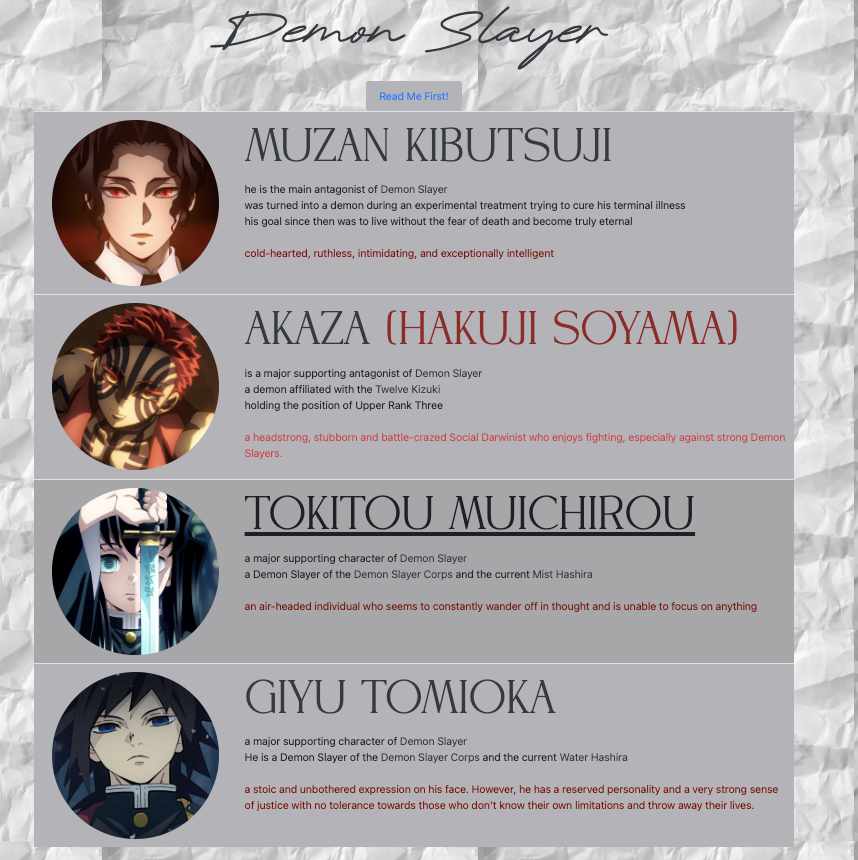 Demon Slayer
Read Me First!
MUZAN KIBUTSUJI
he is the main antagonist of Demon Slayer
was turned into a demon during an experimental treatment trying to cure his terminal illness
his goal since then was to live without the fear of death and become truly eternal
cold-hearted, ruthless, intimidating, and exceptionally intelligent
AKAZA (HAKUJI SOYAMA)
is a major supporting antagonist of Demon Slayer
a demon affiliated with the Twelve Kizuki
holding the position of Upper Rank Three
a headstrong, stubborn and battle-crazed Social Darwinist who enjoys fighting, especially against strong Demon
Slayers.
TOKITOU MUICHIROU
a major supporting character of Demon Slayer
a Demon Slayer of the Demon Slayer Corps and the current Mist Hashira
an air-headed individual who seems to constantly wander off in thought and is unable to focus on anything
GIYU TOMIOKA
a major supporting character of Demon Slayer
He is a Demon Slayer of the Demon Slayer Corps and the current Water Hashira
a stoic and unbothered expression on his face. However, he has a reserved personality and a very strong sense
of justice with no tolerance towards those who don't know their own limitations and throw away their lives.